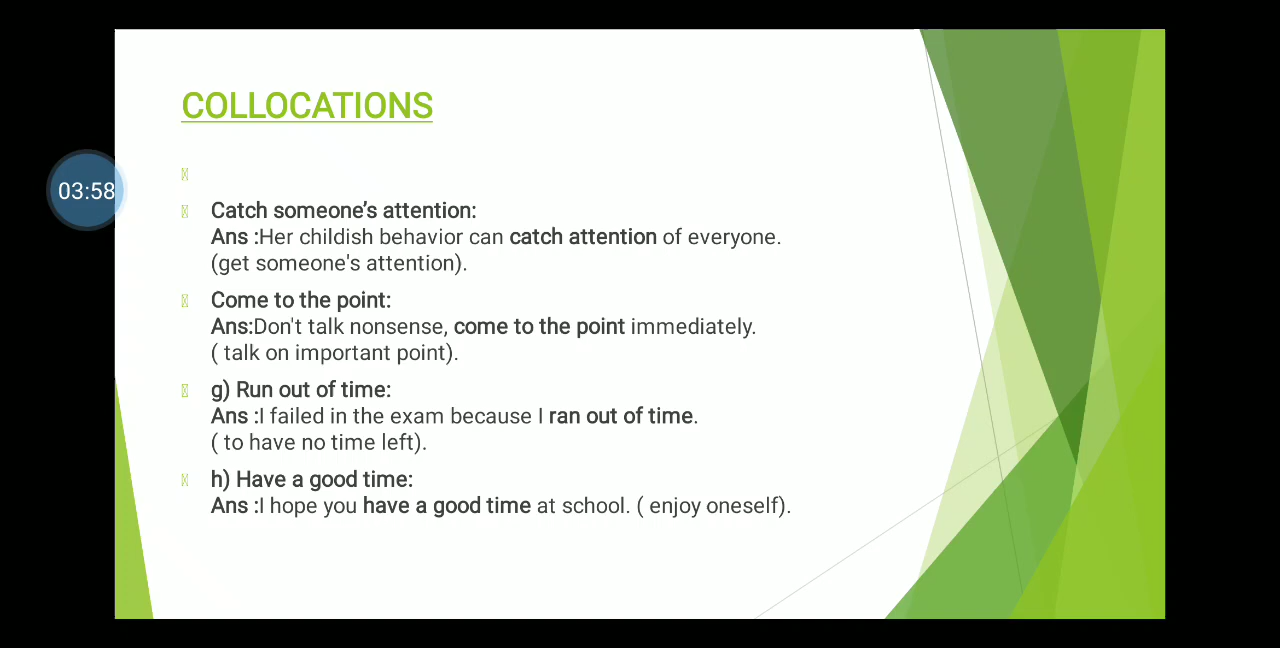 COLLOCATIONS
03:58
Catch someone’s attention:
Ans :Her childish behavior can catch attention of everyone.
(get someone's attention).
Come to the point:
Ans:Don't talk nonsense, come to the point immediately.
( talk on important point).
g) Run out of time:
Ans :I failed in the exam because I ran out of time.
( to have no time left).
h) Have a good time:
Ans :I hope you have a good time at school. ( enjoy oneself).